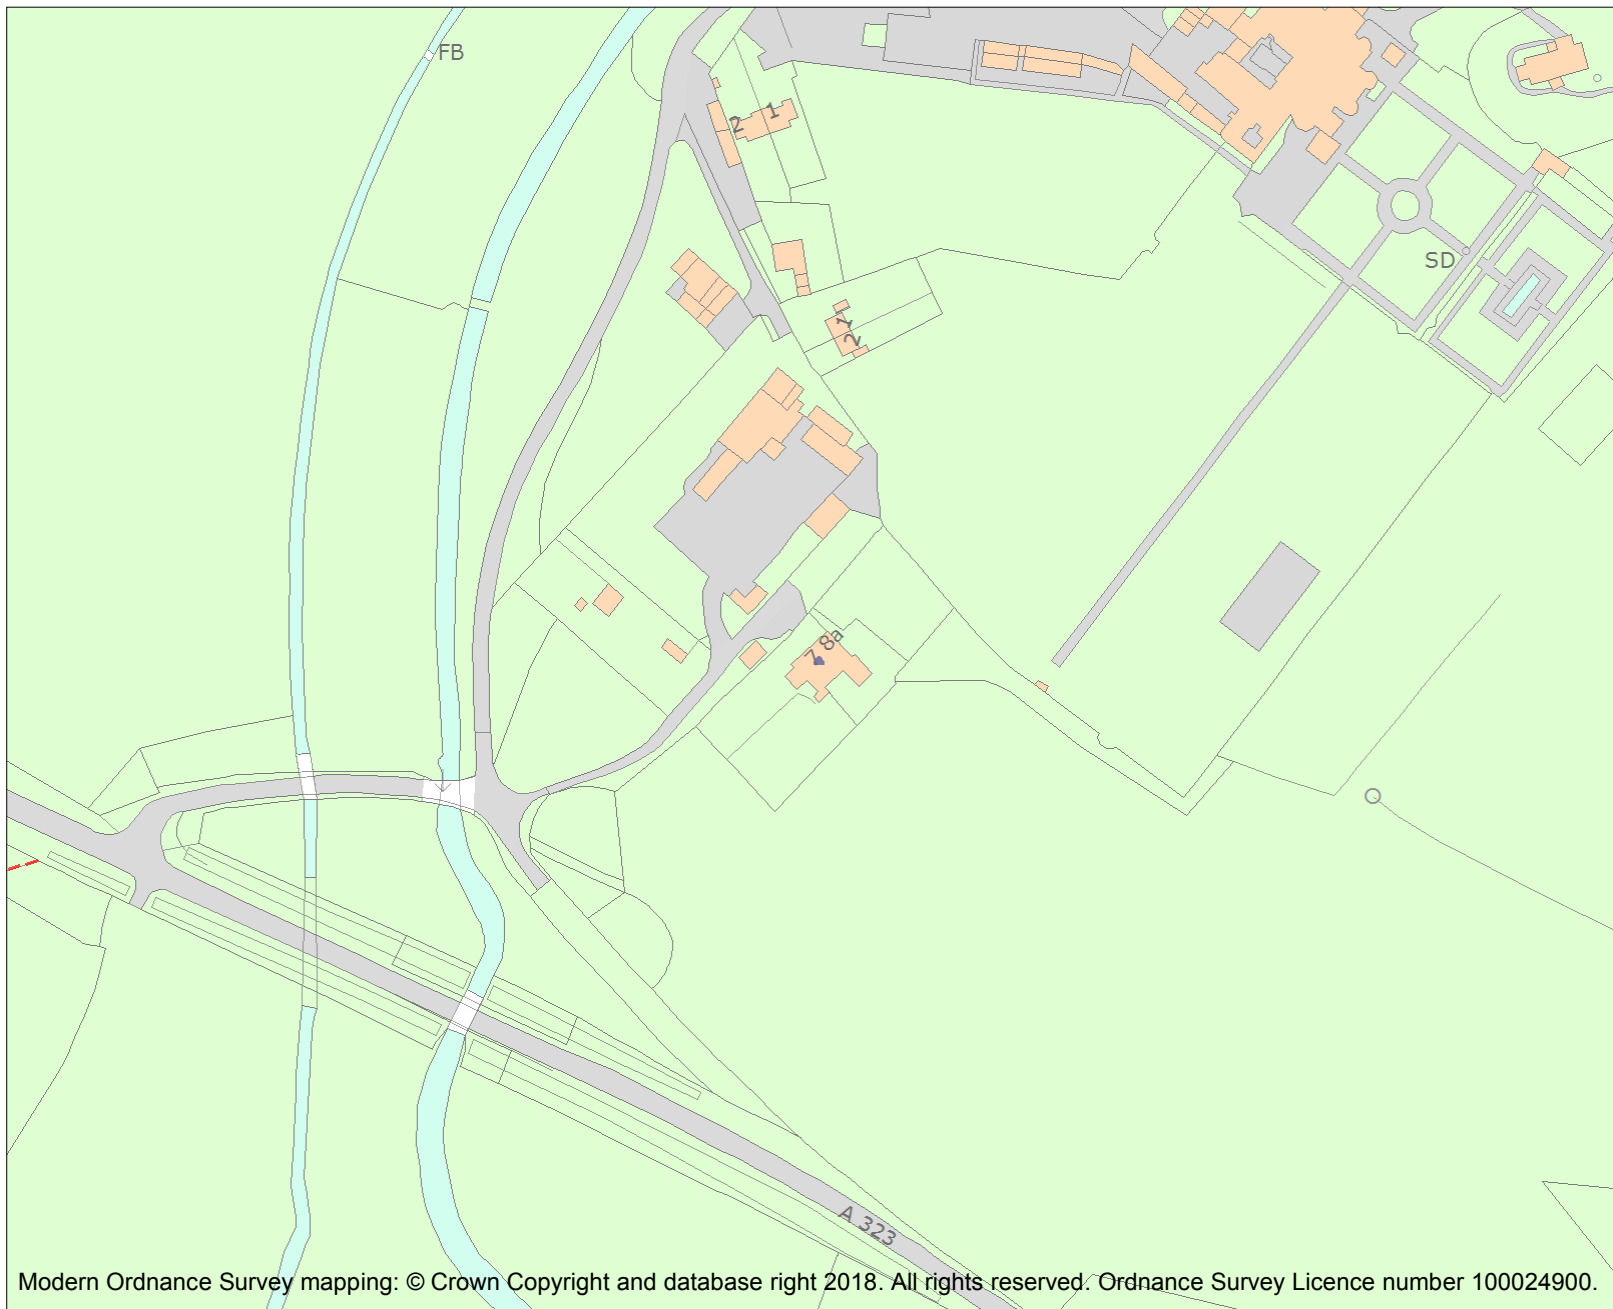 FB
2 1
SD
1
2
7 8a
A 323
Modern Ordnance Survey mapping: © Crown Copyright and database right 2018. All rights reserved. Ordnance Survey Licence number 100024900.